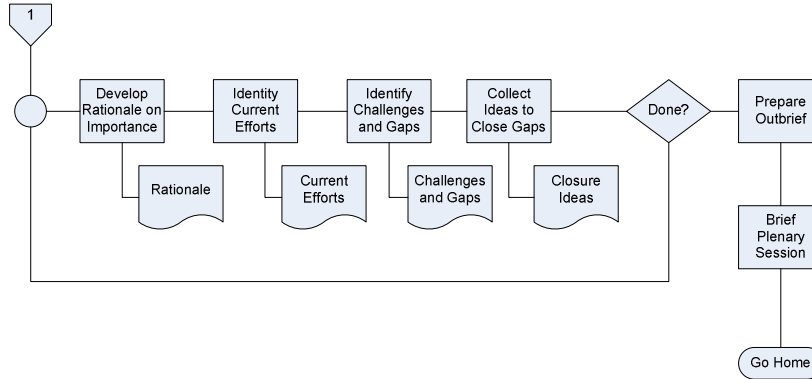 1
Develop
Rationale on
Importance
Identity
Current
Efforts
Identify
Challenges
and Gaps
Collect
Ideas to
Close Gaps
Done?
Prepare
Outbrief
Rationale
Current
Efforts
Challenges
and Gaps
Closure
Ideas
Brief
Plenary
Session
Go Home